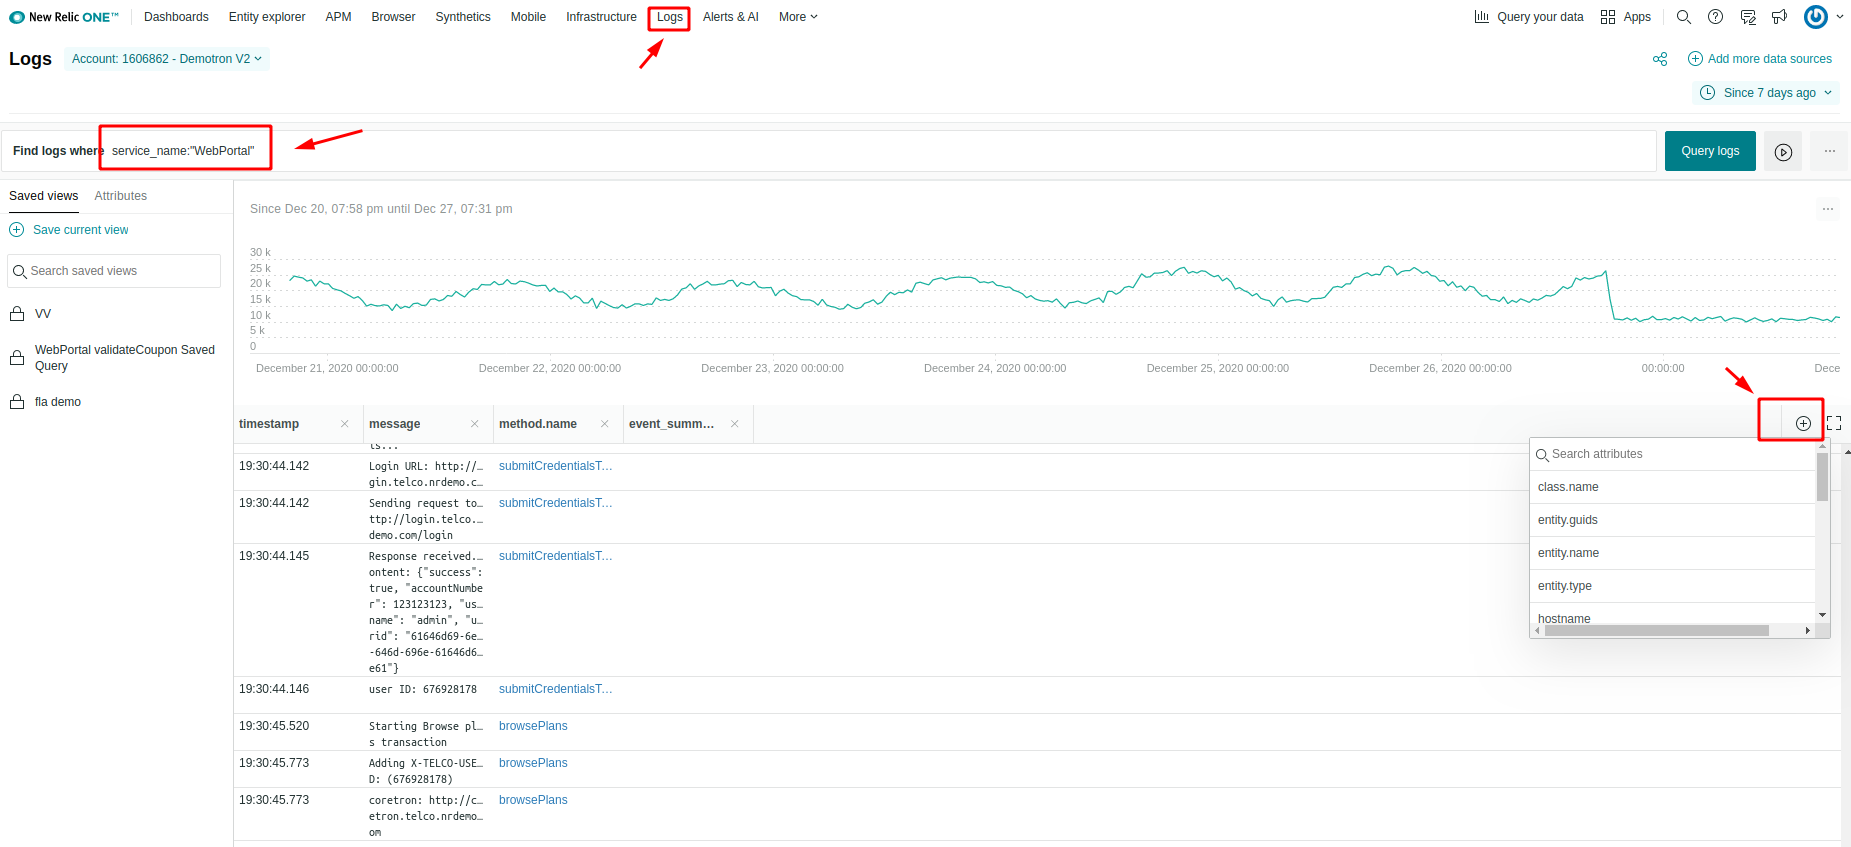 New Relic ONE™ Dashboards Entity explorer APM Browser Synthetics Mobile Infrastructure Logs Alerts & AI More Query your data Apps
Logs Account: 1606862 - Demotron V2 Add more data sources
Since 7 days ago
Find logs where service_name:"WebPortal" Query logs ...
Saved views Attributes
Save current view
Search saved views
VV
WebPortal validateCoupon Saved
Query
fla demo
Since Dec 20, 07:58 pm until Dec 27, 07:31 pm ...
30 k
25 k
20 k
15 k
10 k
5 k
0
December 21, 2020 00:00:00 December 22, 2020 00:00:00 December 23, 2020 00:00:00 December 24, 2020 00:00:00 December 25, 2020 00:00:00 December 26, 2020 00:00:00 00:00:00 Dece
timestamp message method.name event_summ...
ls...
19:30:44.142 Login URL: http://… submitCredentialsT…
gin.telco.nrdemo.c…
19:30:44.142 Sending request to… submitCredentialsT…
ttp://login.telco.…
demo.com/login
19:30:44.145 Response received.… submitCredentialsT…
ontent: {"success":
true, "accountNumbe
r": 123123123, "us…
name": "admin", "u…
rid": "61646d69-6e…
-646d-696e-61646d6…
e61"}
19:30:44.146 user ID: 676928178 submitCredentialsT…
19:30:45.520 Starting Browse pl… browsePlans
s transaction
19:30:45.773 Adding X-TELCO-USE… browsePlans
D: (676928178)
19:30:45.773 coretron: http://c… browsePlans
etron.telco.nrdemo…
om
Search attributes
class.name
entity.guids
entity.name
entity.type
hostname